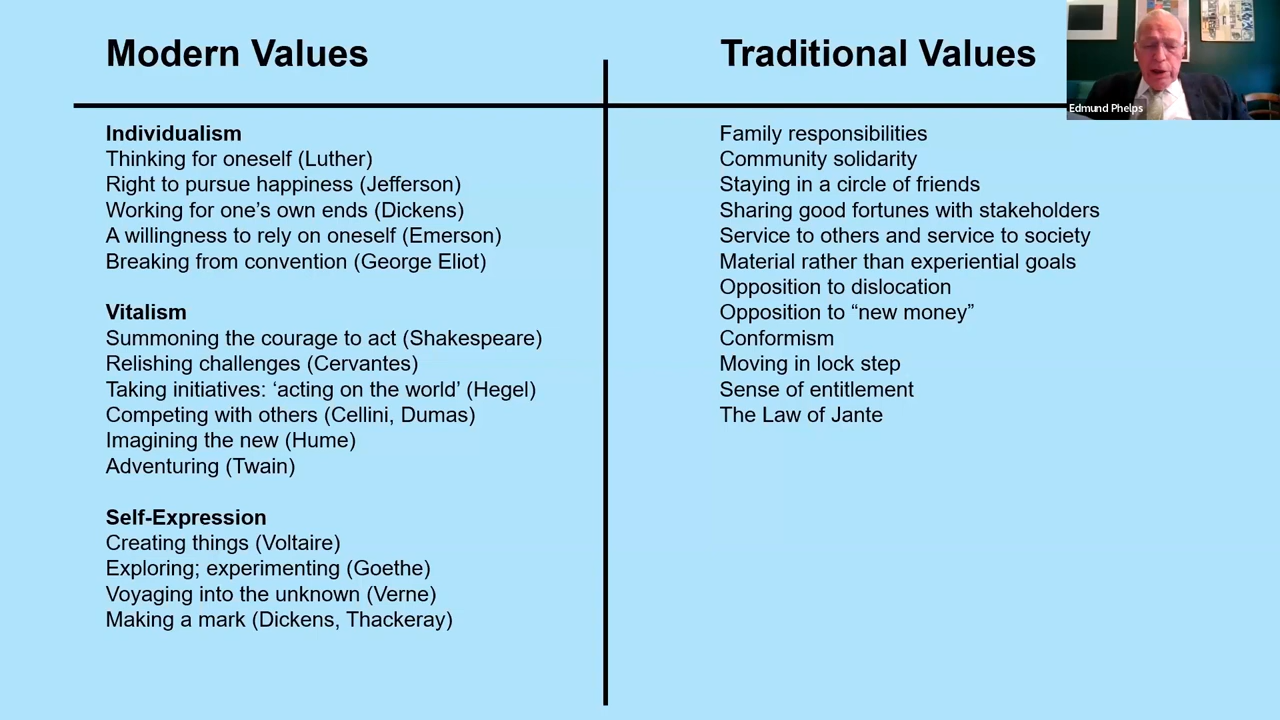 Modern Values
Individualism
Thinking for oneself (Luther)
Right to pursue happiness (Jefferson)
Working for one’s own ends (Dickens)
A willingness to rely on oneself (Emerson)
Breaking from convention (George Eliot)
Vitalism
Summoning the courage to act (Shakespeare)
Relishing challenges (Cervantes)
Taking initiatives: ‘acting on the world’ (Hegel)
Competing with others (Cellini, Dumas)
Imagining the new (Hume)
Adventuring (Twain)
Self-Expression
Creating things (Voltaire)
Exploring; experimenting (Goethe)
Voyaging into the unknown (Verne)
Making a mark (Dickens, Thackeray)
Traditional Values
Family responsibilities
Community solidarity
Staying in a circle of friends
Sharing good fortunes with stakeholders
Service to others and service to society
Material rather than experiential goals
Opposition to dislocation
Opposition to “new money”
Conformism
Moving in lock step
Sense of entitlement
The Law of Jante
Edmund Phelps